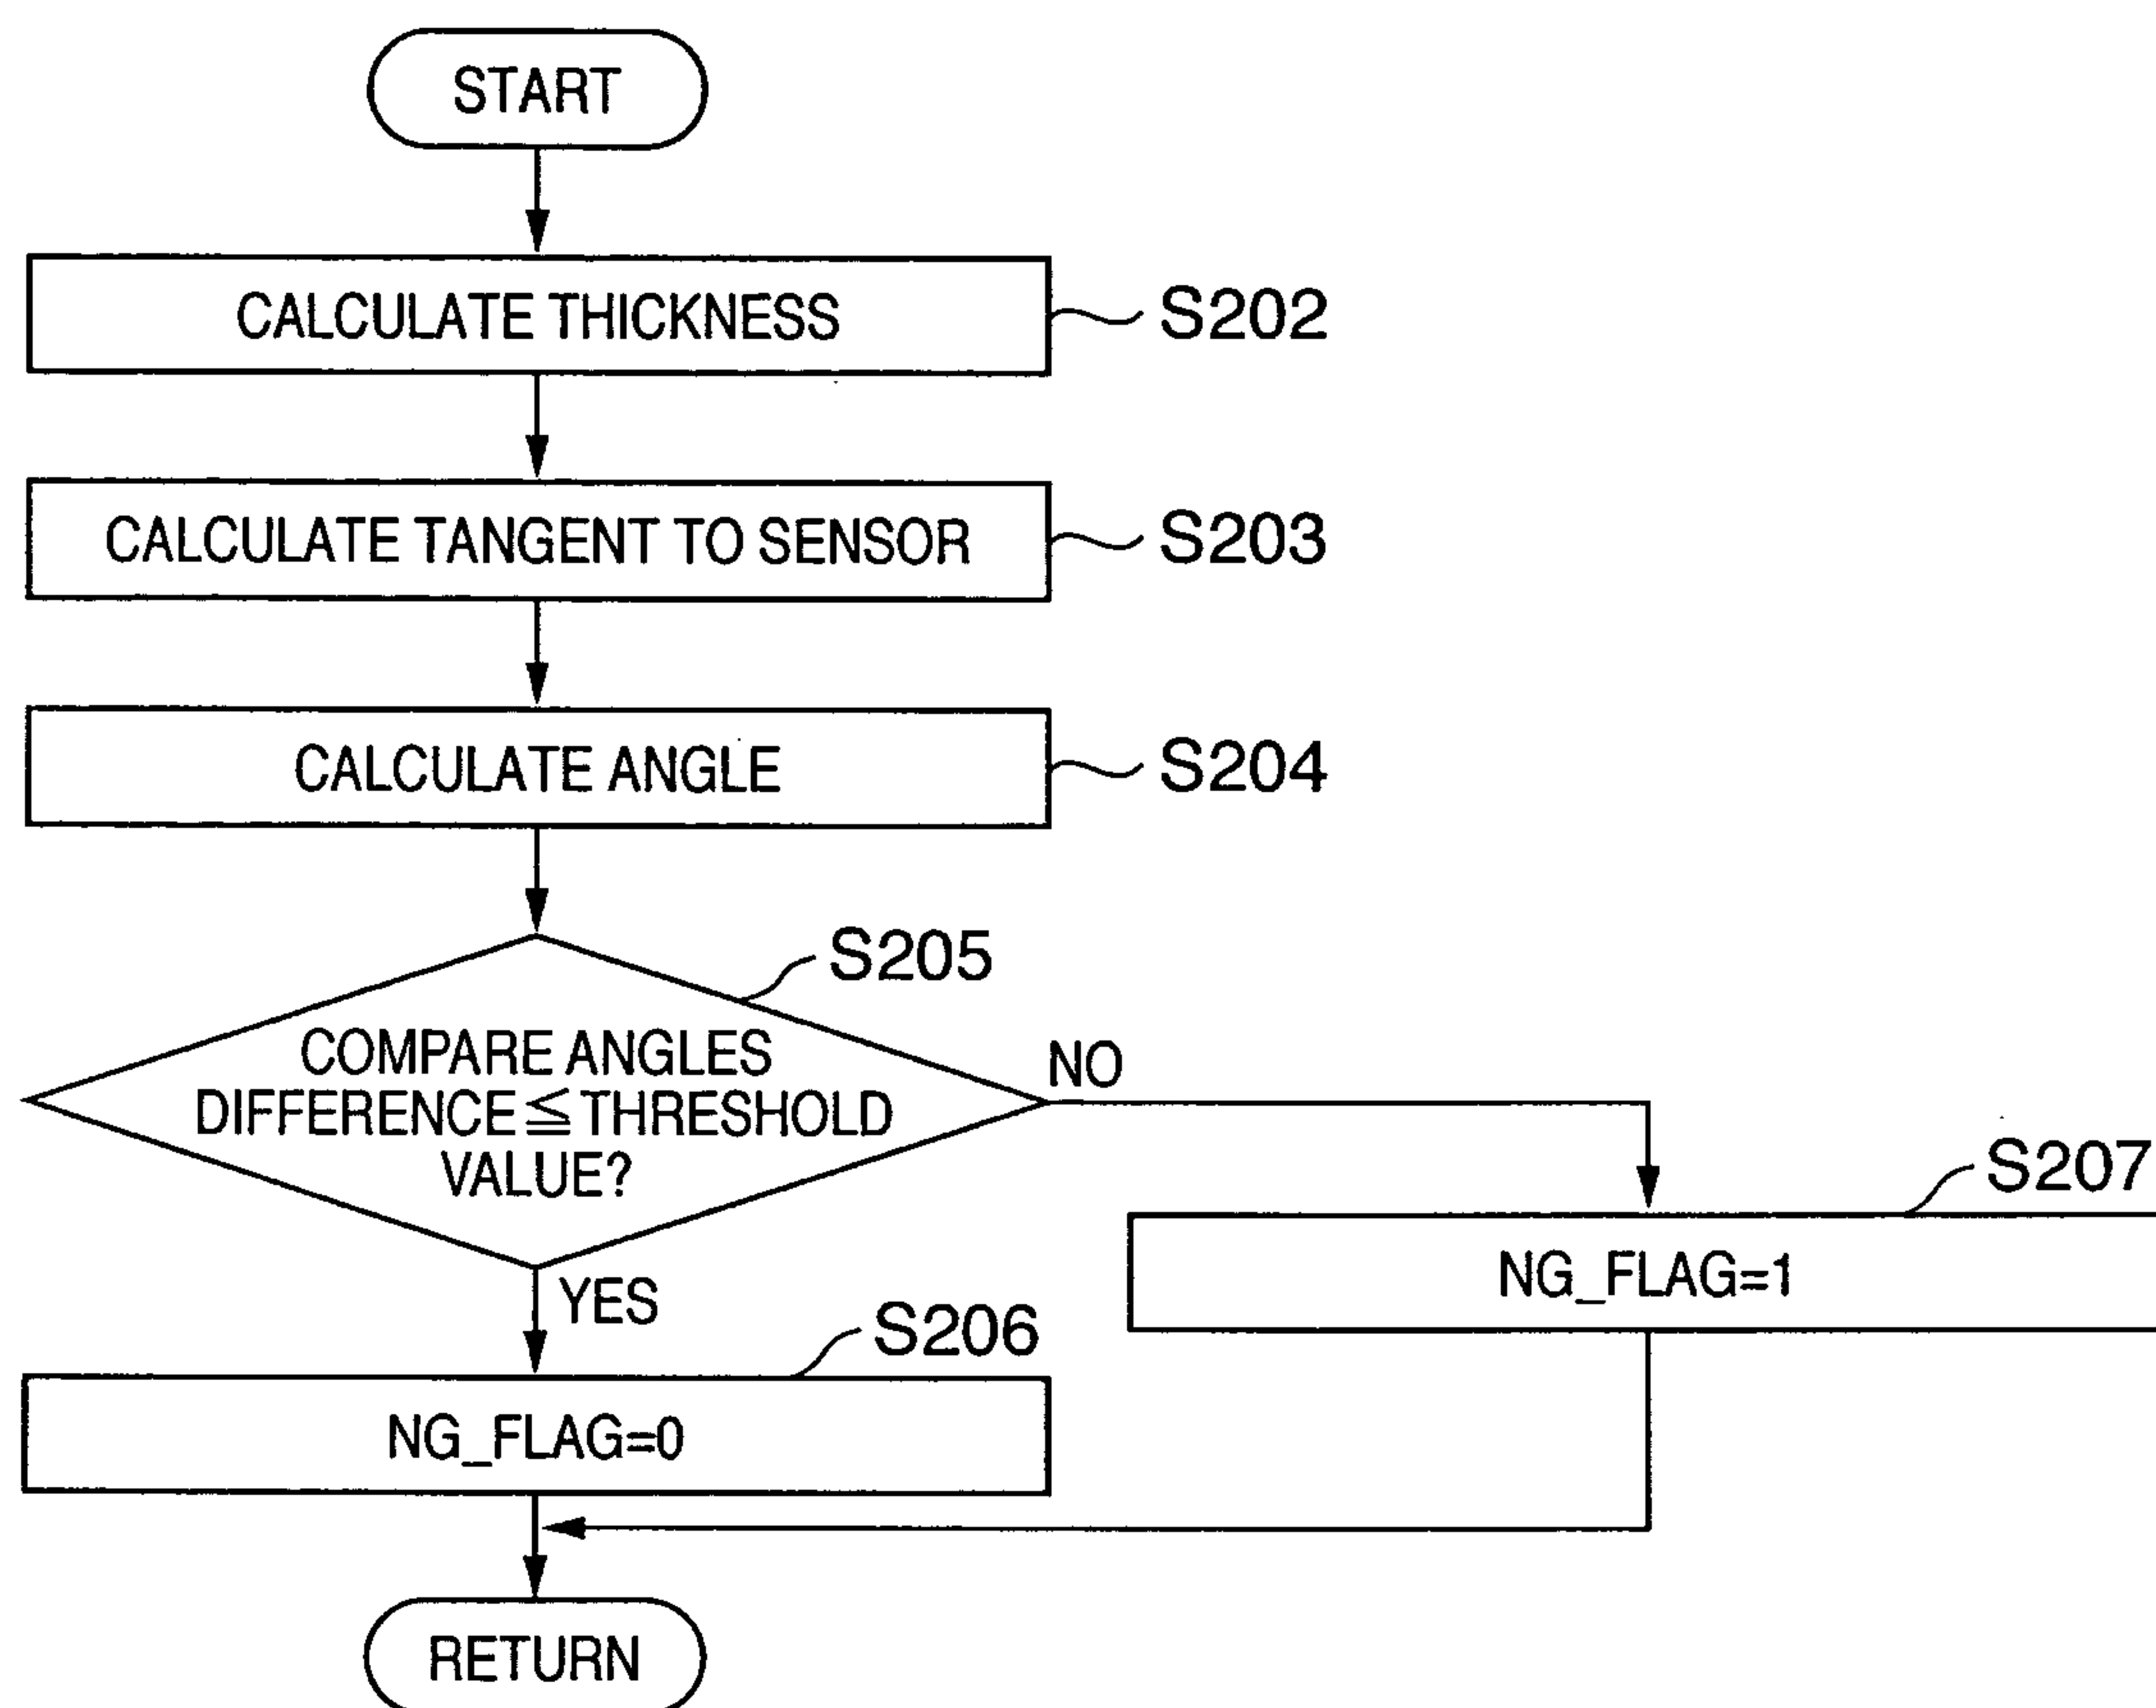 START
CALCULATE THICKNESS
S202
CALCULATE TANGENT TO SENSOR
S203
CALCULATE ANGLE
S204
S205
COMPARE ANGLES
DIFFERENCE ≦ THRESHOLD
VALUE?
NO
S207
NG_FLAG=1
YES
S206
NG_FLAG=0
RETURN